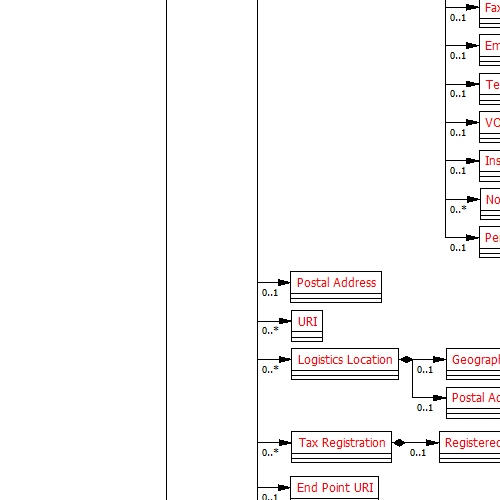 Fax
0..1
Em
0..1
Te
0..1
VO
0..1
Ins
0..1
No
0..*
Per
0..1
Postal Address
0..1
URI
0..*
Logistics Location
0..*
Geograph
0..1
Postal Ad
0..1
Tax Registration
0..*
Registered
0..1
End Point URI
0..1